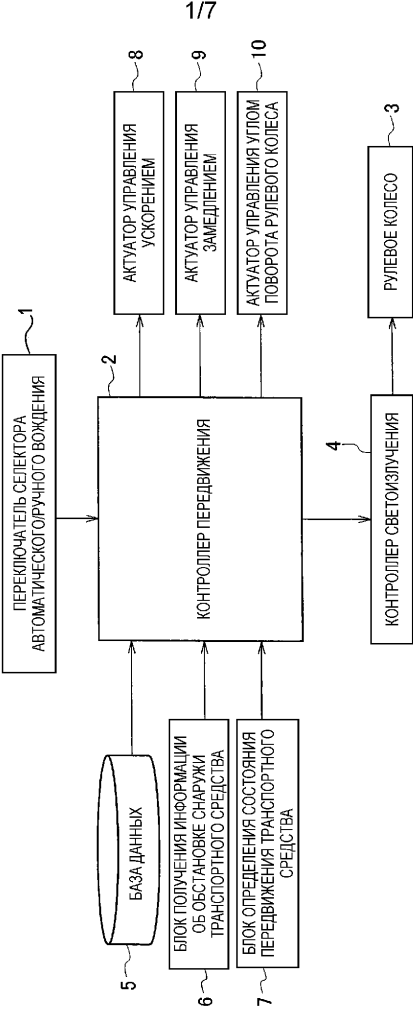 1/7
1
ПЕРЕКЛЮЧАТЕЛЬ СЕЛЕКТОРА
АВТОМАТИЧЕСКОГО/РУЧНОГО ВОЖДЕНИЯ
5
БАЗА ДАННЫХ
6
БЛОК ПОЛУЧЕНИЯ ИНФОРМАЦИИ
ОБ ОБСТАНОВКЕ СНАРУЖИ
ТРАНСПОРТНОГО СРЕДСТВА
7
БЛОК ОПРЕДЕЛЕНИЯ СОСТОЯНИЯ
ПЕРЕДВИЖЕНИЯ ТРАНСПОРТНОГО
СРЕДСТВА
2
КОНТРОЛЛЕР ПЕРЕДВИЖЕНИЯ
8
АКТУАТОР УПРАВЛЕНИЯ
УСКОРЕНИЕМ
9
АКТУАТОР УПРАВЛЕНИЯ
ЗАМЕДЛЕНИЕМ
10
АКТУАТОР УПРАВЛЕНИЯ УГЛОМ
ПОВОРОТА РУЛЕВОГО КОЛЕСА
4
КОНТРОЛЛЕР СВЕТОИЗЛУЧЕНИЯ
3
РУЛЕВОЕ КОЛЕСО